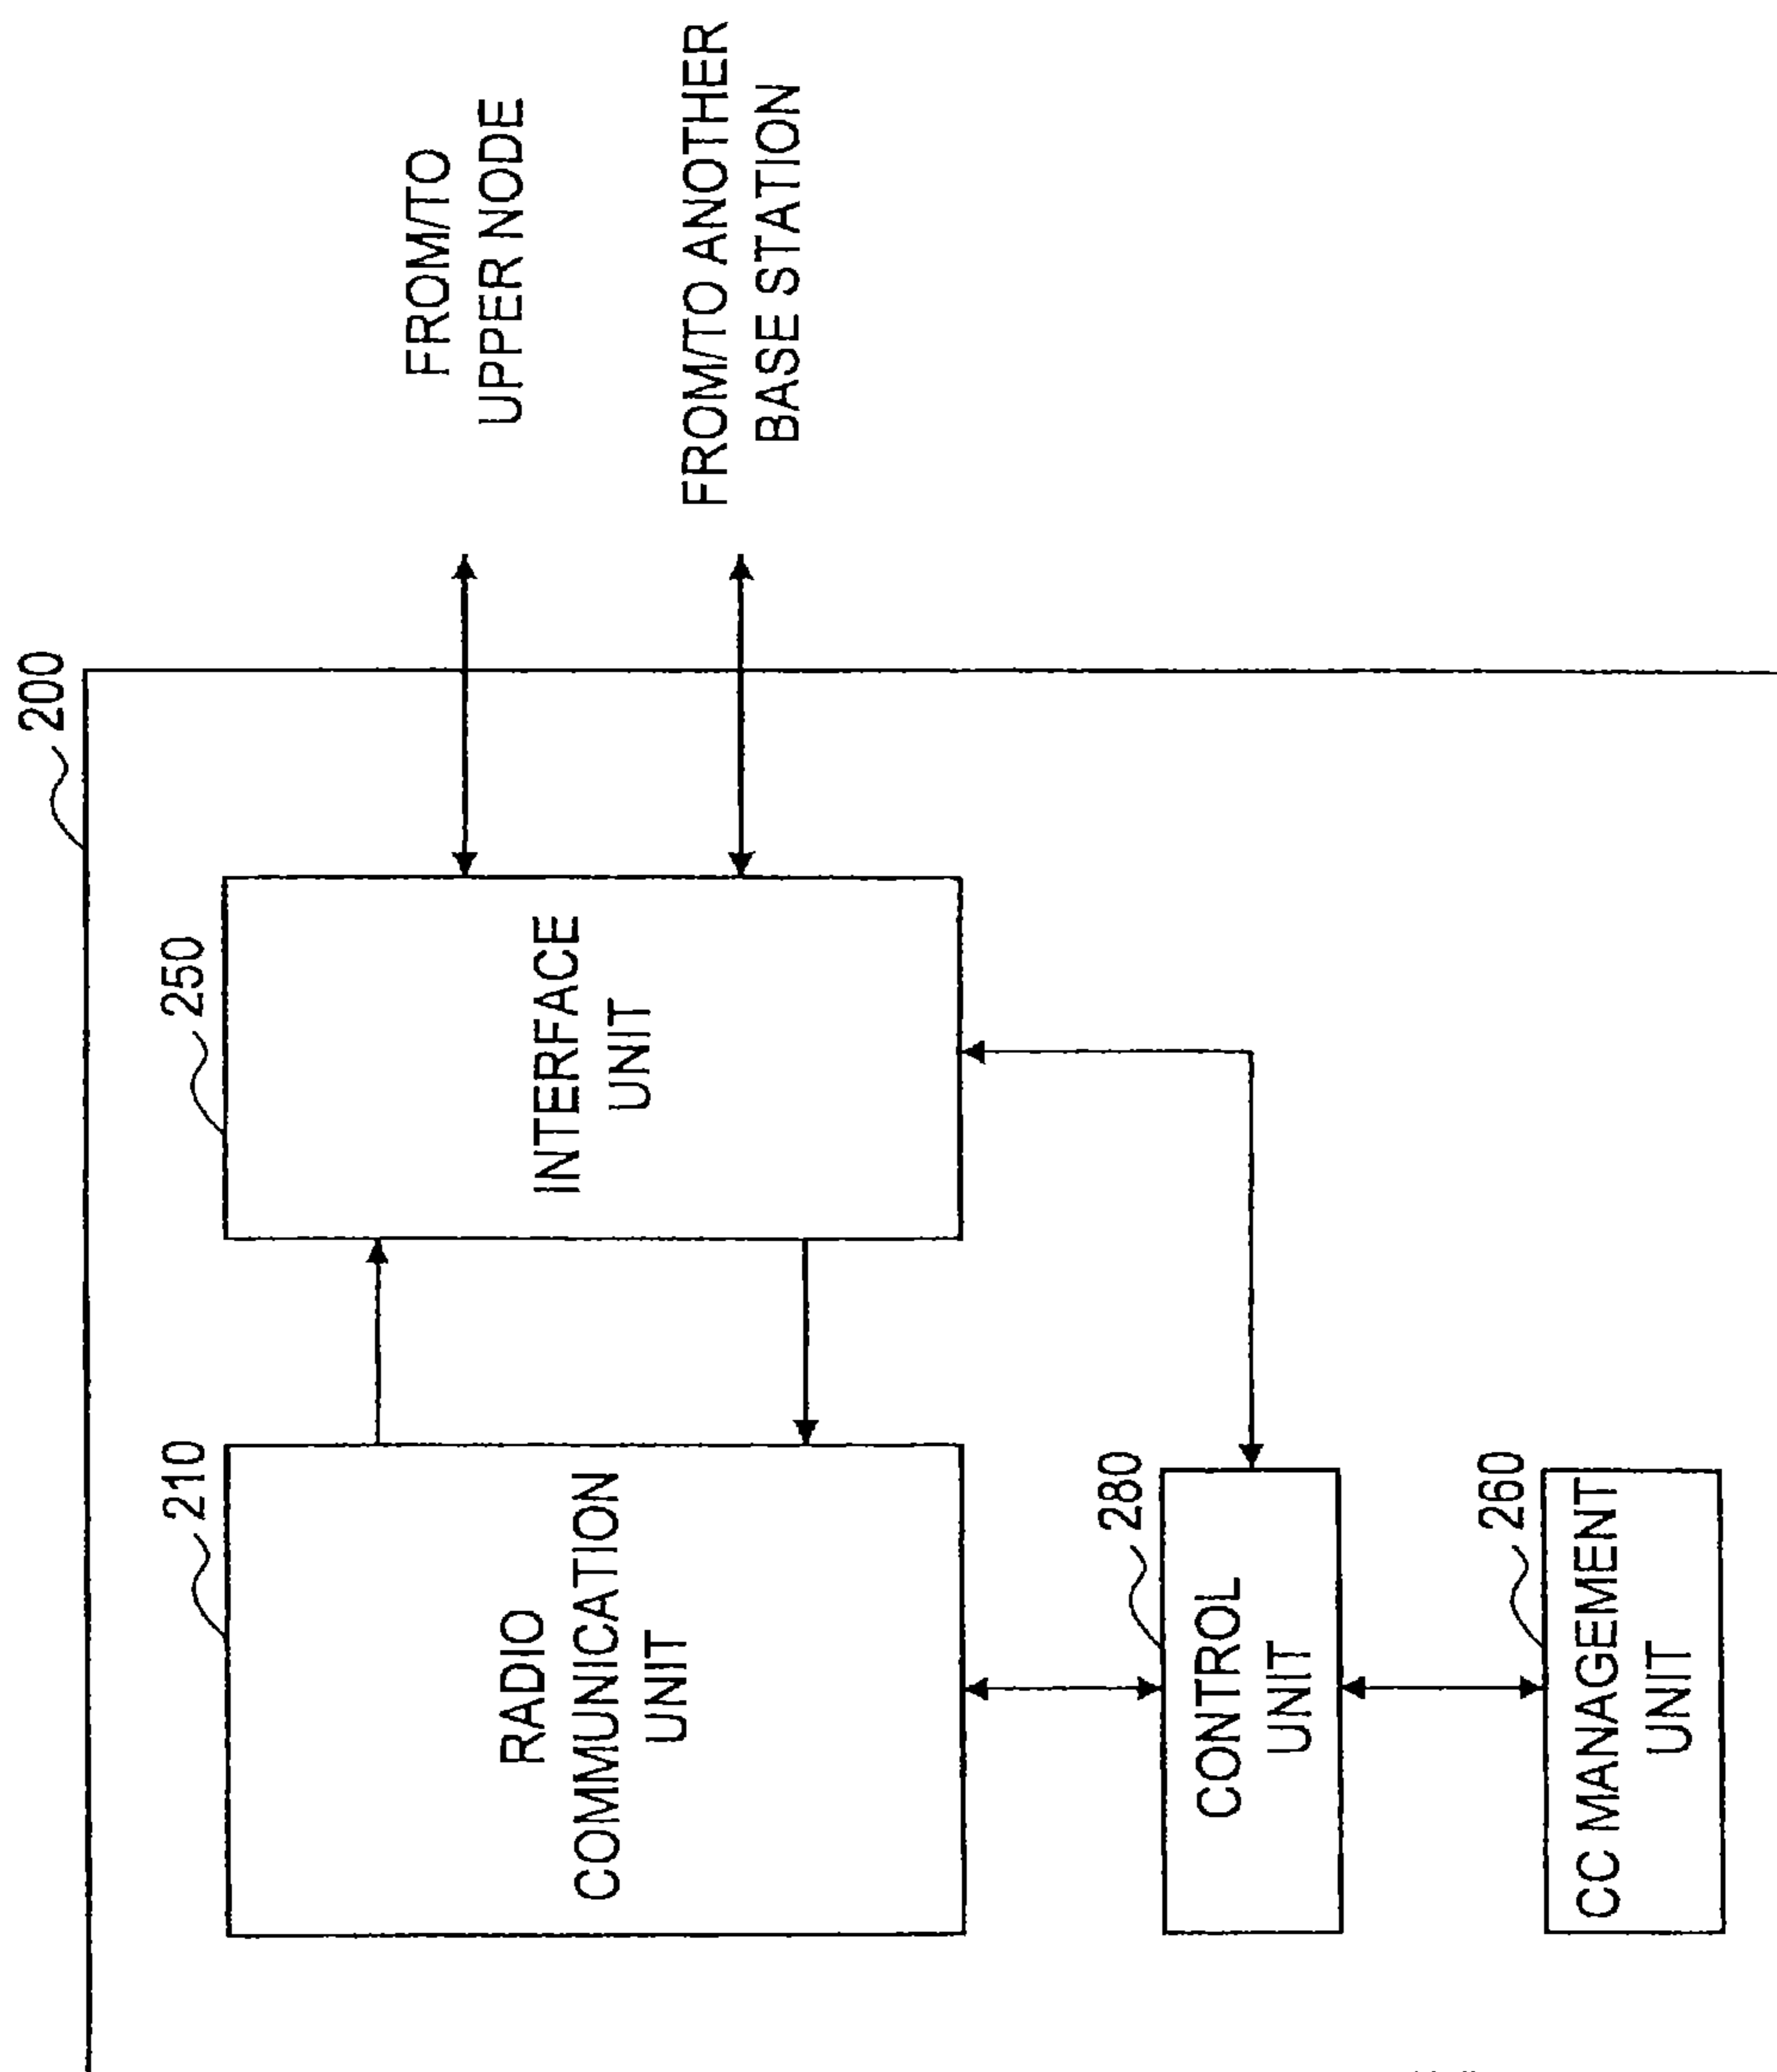 200
210
RADIO
COMMUNICATION
UNIT
250
INTERFACE
UNIT
FROM/TO
UPPER NODE
FROM/TO ANOTHER
BASE STATION
280
CONTROL
UNIT
260
CC MANAGEMENT
UNIT